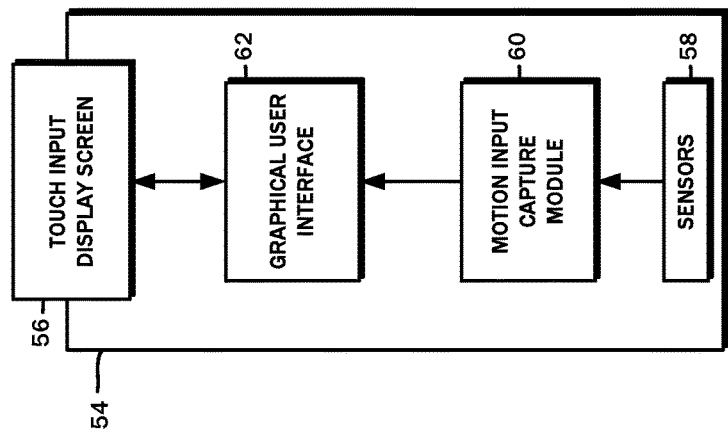 54
56
TOUCH INPUT
DISPLAY SCREEN
62
GRAPHICAL USER
INTERFACE
60
MOTION INPUT
CAPTURE
MODULE
58
SENSORS